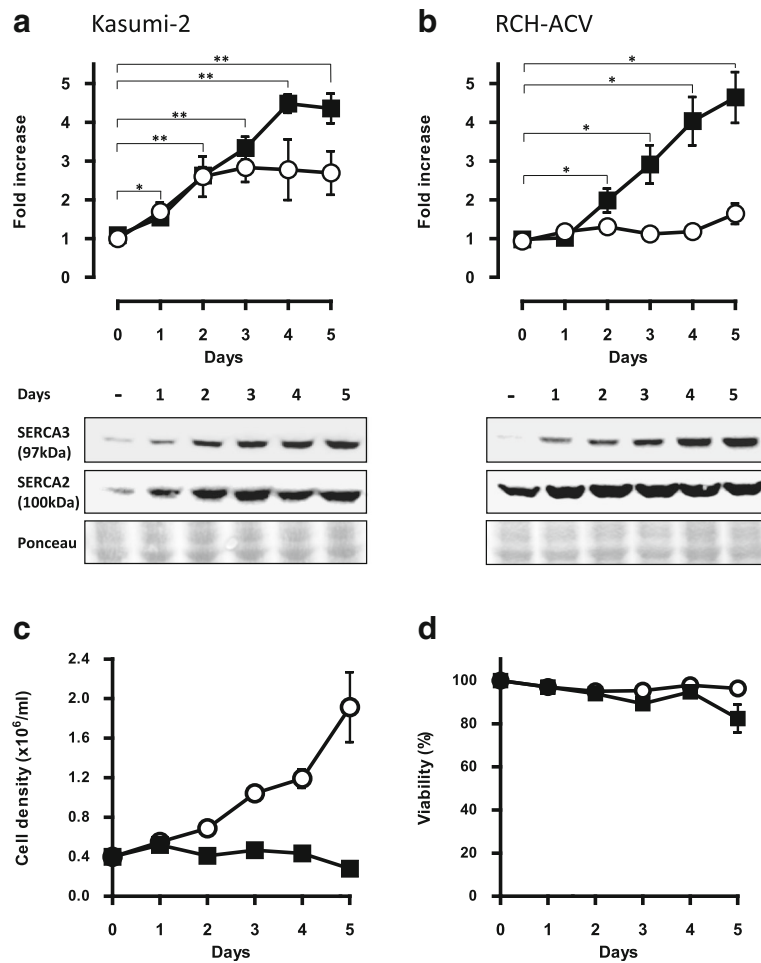 a Kasumi-2
b RCH-ACV
Fold increase
5
4
3
2
1
0
** ** ** ** *
0 1 2 3 4 5
Days
Fold increase
5
4
3
2
1
0
* * * *
0 1 2 3 4 5
Days
Days - 1 2 3 4 5
- 1 2 3 4 5
SERCA3
(97kDa)
SERCA2
(100kDa)
Ponceau
c
Cell density (x10⁶/ml)
2.4
2.0
1.6
1.2
0.8
0.4
0.0
0 1 2 3 4 5
Days
d
Viability (%)
100
80
60
40
20
0
0 1 2 3 4 5
Days